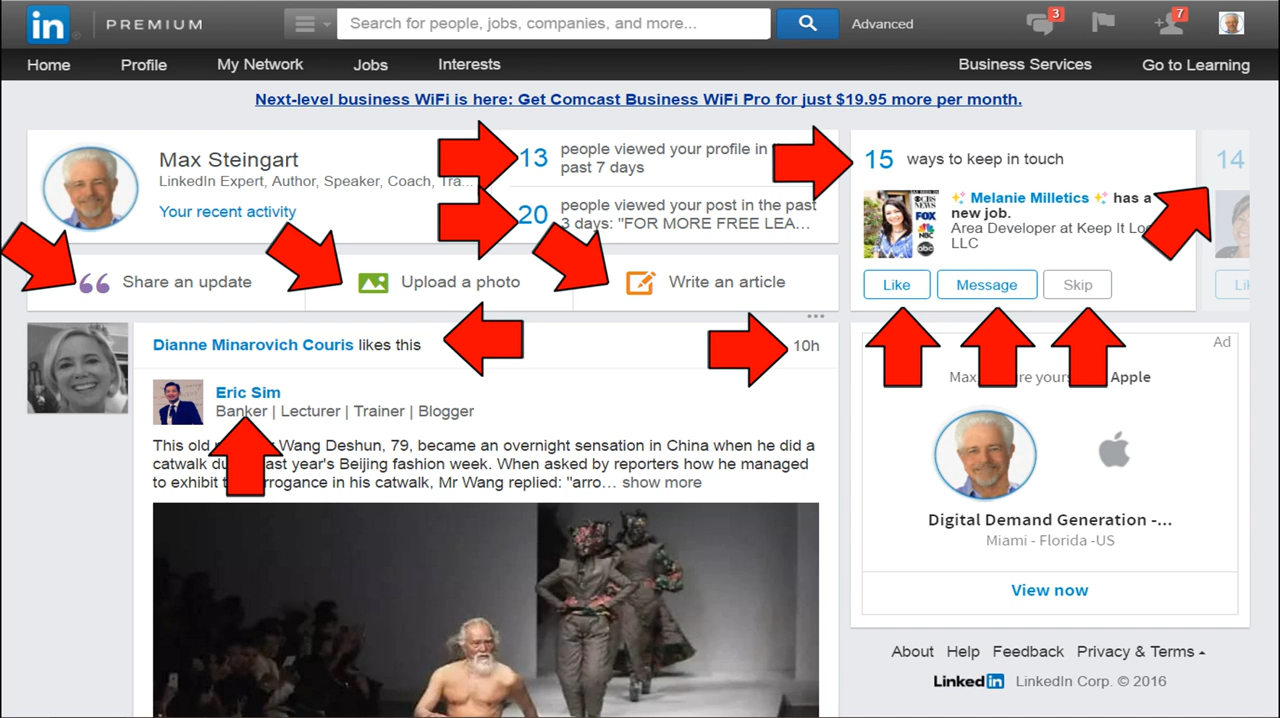 in PREMIUM
Search for people, jobs, companies, and more...
Advanced
3
7
Home Profile My Network Jobs Interests
Business Services Go to Learning
Next-level business WiFi is here: Get Comcast Business WiFi Pro for just $19.95 more per month.
Max Steingart
LinkedIn Expert, Author, Speaker, Coach, Tra...
Your recent activity
13 people viewed your profile in
past 7 days
20 people viewed your post in the past
3 days: "FOR MORE FREE LEA...
Share an update
Upload a photo
Write an article
15 ways to keep in touch
14
Melanie Milletics has a
new job.
Area Developer at Keep It
LLC
CBS
NEWS
FOX
NBC
abc
Like Message Skip
Dianne Minarovich Couris likes this
10h
Eric Sim
Banker | Lecturer | Trainer | Blogger
This old Wang Deshun, 79, became an overnight sensation in China when he did a
catwalk last year's Beijing fashion week. When asked by reporters how he managed
to exhibit arrogance in his catwalk, Mr Wang replied: "arro... show more
Ad
Apple
Digital Demand Generation -...
Miami - Florida -US
View now
About Help Feedback Privacy & Terms
Linked in LinkedIn Corp. © 2016